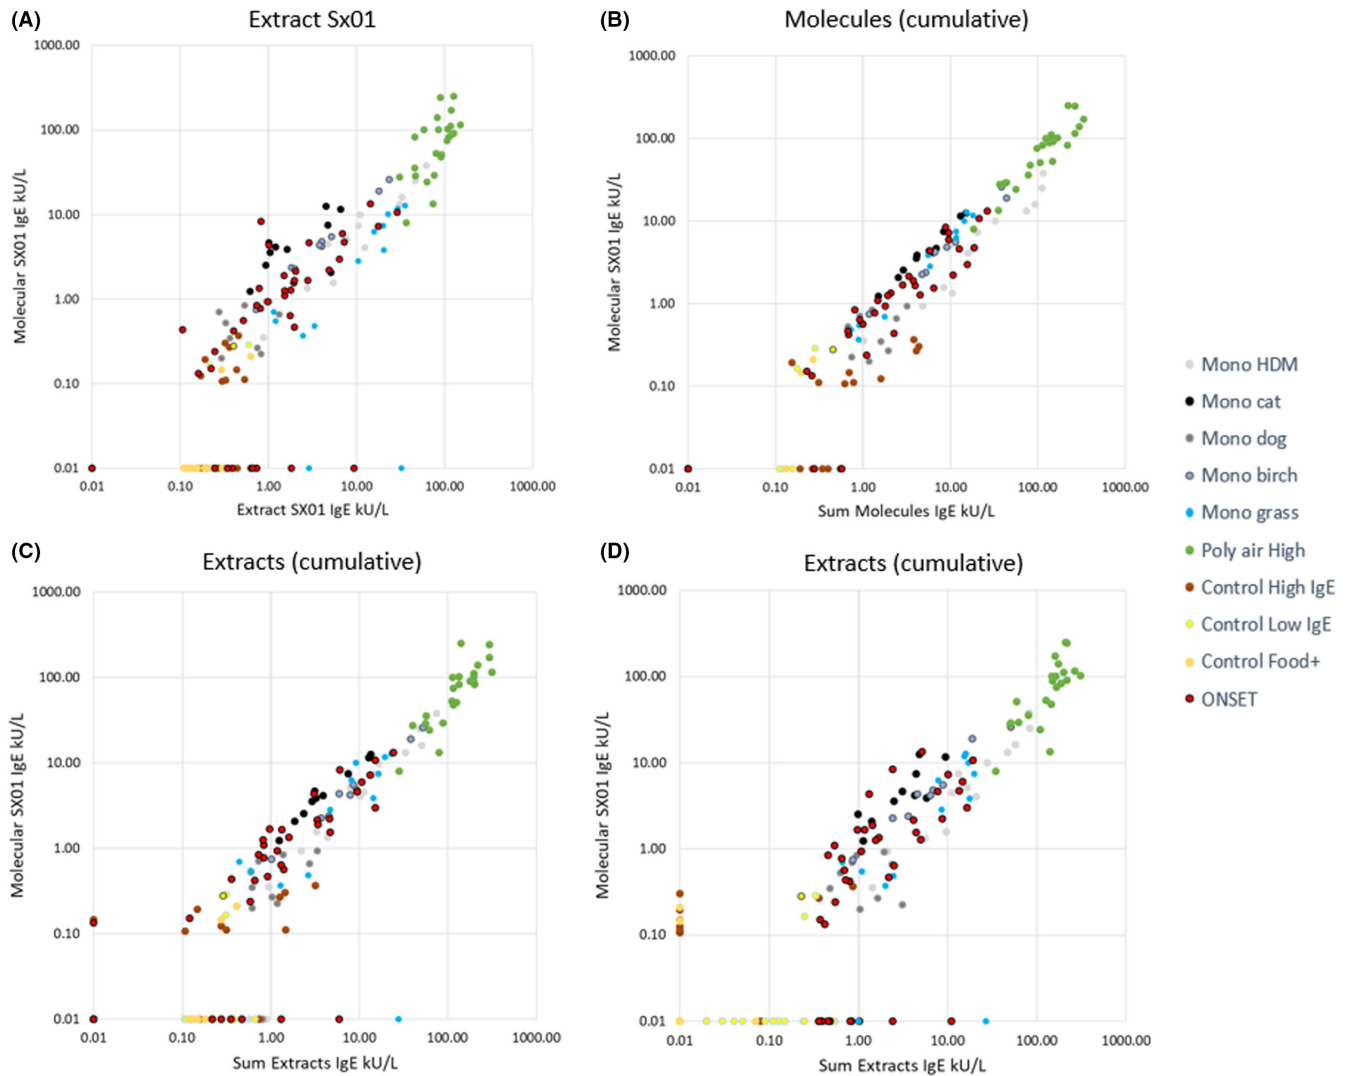 (A) Extract Sx01
1000.00
100.00
10.00
1.00
0.10
0.01
0.01 0.10 1.00 10.00 100.00 1000.00
Molecular SX01 IgE kU/L
Extract SX01 IgE kU/L
(B) Molecules (cumulative)
1000.00
100.00
10.00
1.00
0.10
0.01
0.01 0.10 1.00 10.00 100.00 1000.00
Molecular SX01 IgE kU/L
Sum Molecules IgE kU/L
(C) Extracts (cumulative)
1000.00
100.00
10.00
1.00
0.10
0.01
0.01 0.10 1.00 10.00 100.00 1000.00
Molecular SX01 IgE kU/L
Sum Extracts IgE kU/L
(D) Extracts (cumulative)
1000.00
100.00
10.00
1.00
0.10
0.01
0.01 0.10 1.00 10.00 100.00 1000.00
Molecular SX01 IgE kU/L
Sum Extracts IgE kU/L
Mono HDM
Mono cat
Mono dog
Mono birch
Mono grass
Poly air High
Control High IgE
Control Low IgE
Control Food+
ONSET